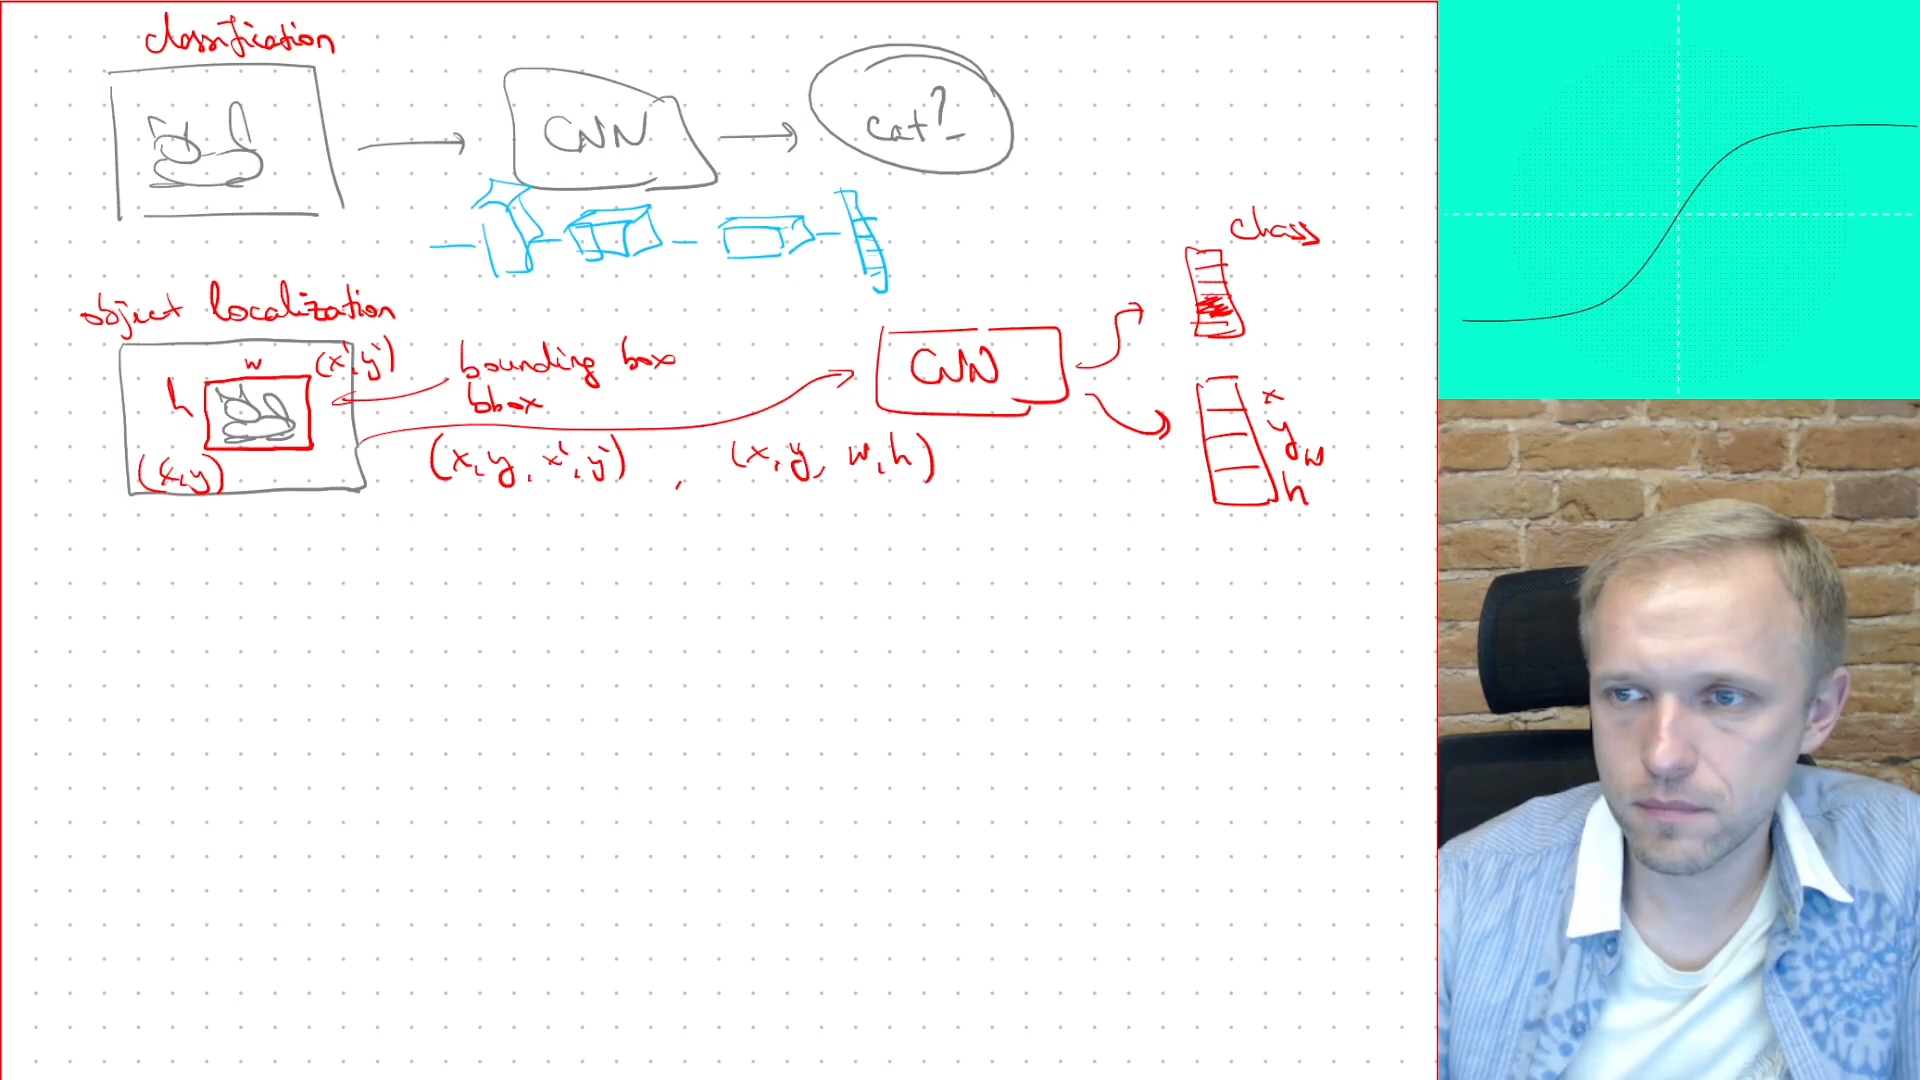 classification
CNN
cat?
class
object localization
w
(x', y')
h
bounding box
bbox
CNN
x
y
w
h
(x, y)
(x, y, x', y') , (x, y, w, h)